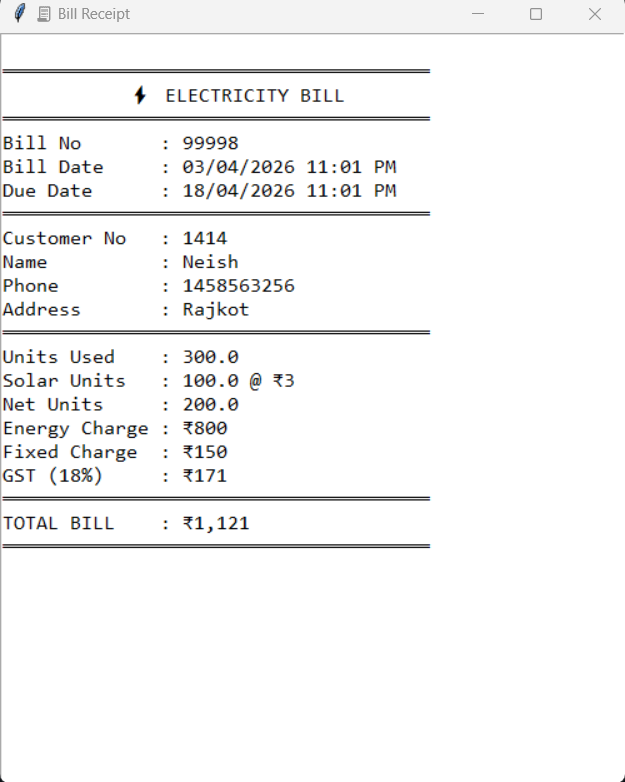 Bill Receipt
⚡ ELECTRICITY BILL
Bill No : 99998
Bill Date : 03/04/2026 11:01 PM
Due Date : 18/04/2026 11:01 PM
Customer No : 1414
Name : Neish
Phone : 1458563256
Address : Rajkot
Units Used : 300.0
Solar Units : 100.0 @ ₹3
Net Units : 200.0
Energy Charge : ₹800
Fixed Charge : ₹150
GST (18%) : ₹171
TOTAL BILL : ₹1,121